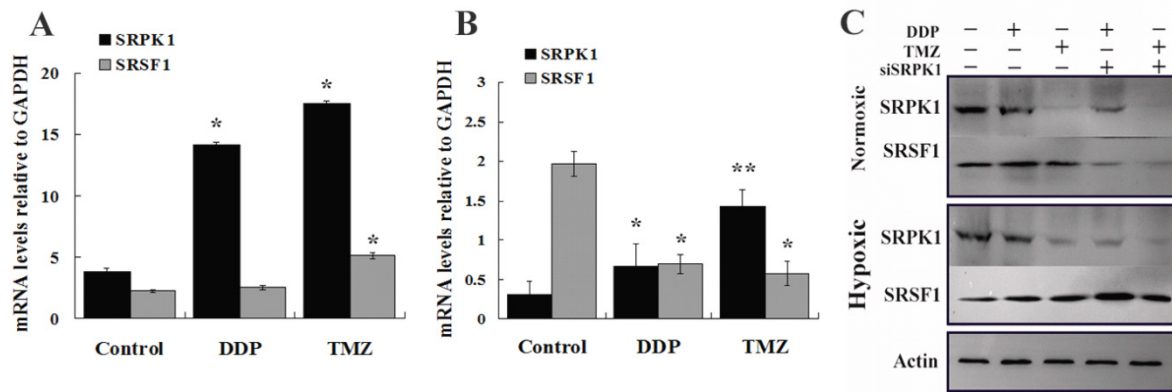 A
mRNA levels relative to GAPDH
SRPK1
SRSF1
20
15
10
5
0
*
*
*
Control DDP TMZ
B
mRNA levels relative to GAPDH
SRPK1
SRSF1
3
2.5
2
1.5
1
0.5
0
*
*
**
*
Control DDP TMZ
C
DDP − + − + −
TMZ − − + − +
siSRPK1 − − − + +
Normoxic
SRPK1
SRSF1
Hypoxic
SRPK1
SRSF1
Actin